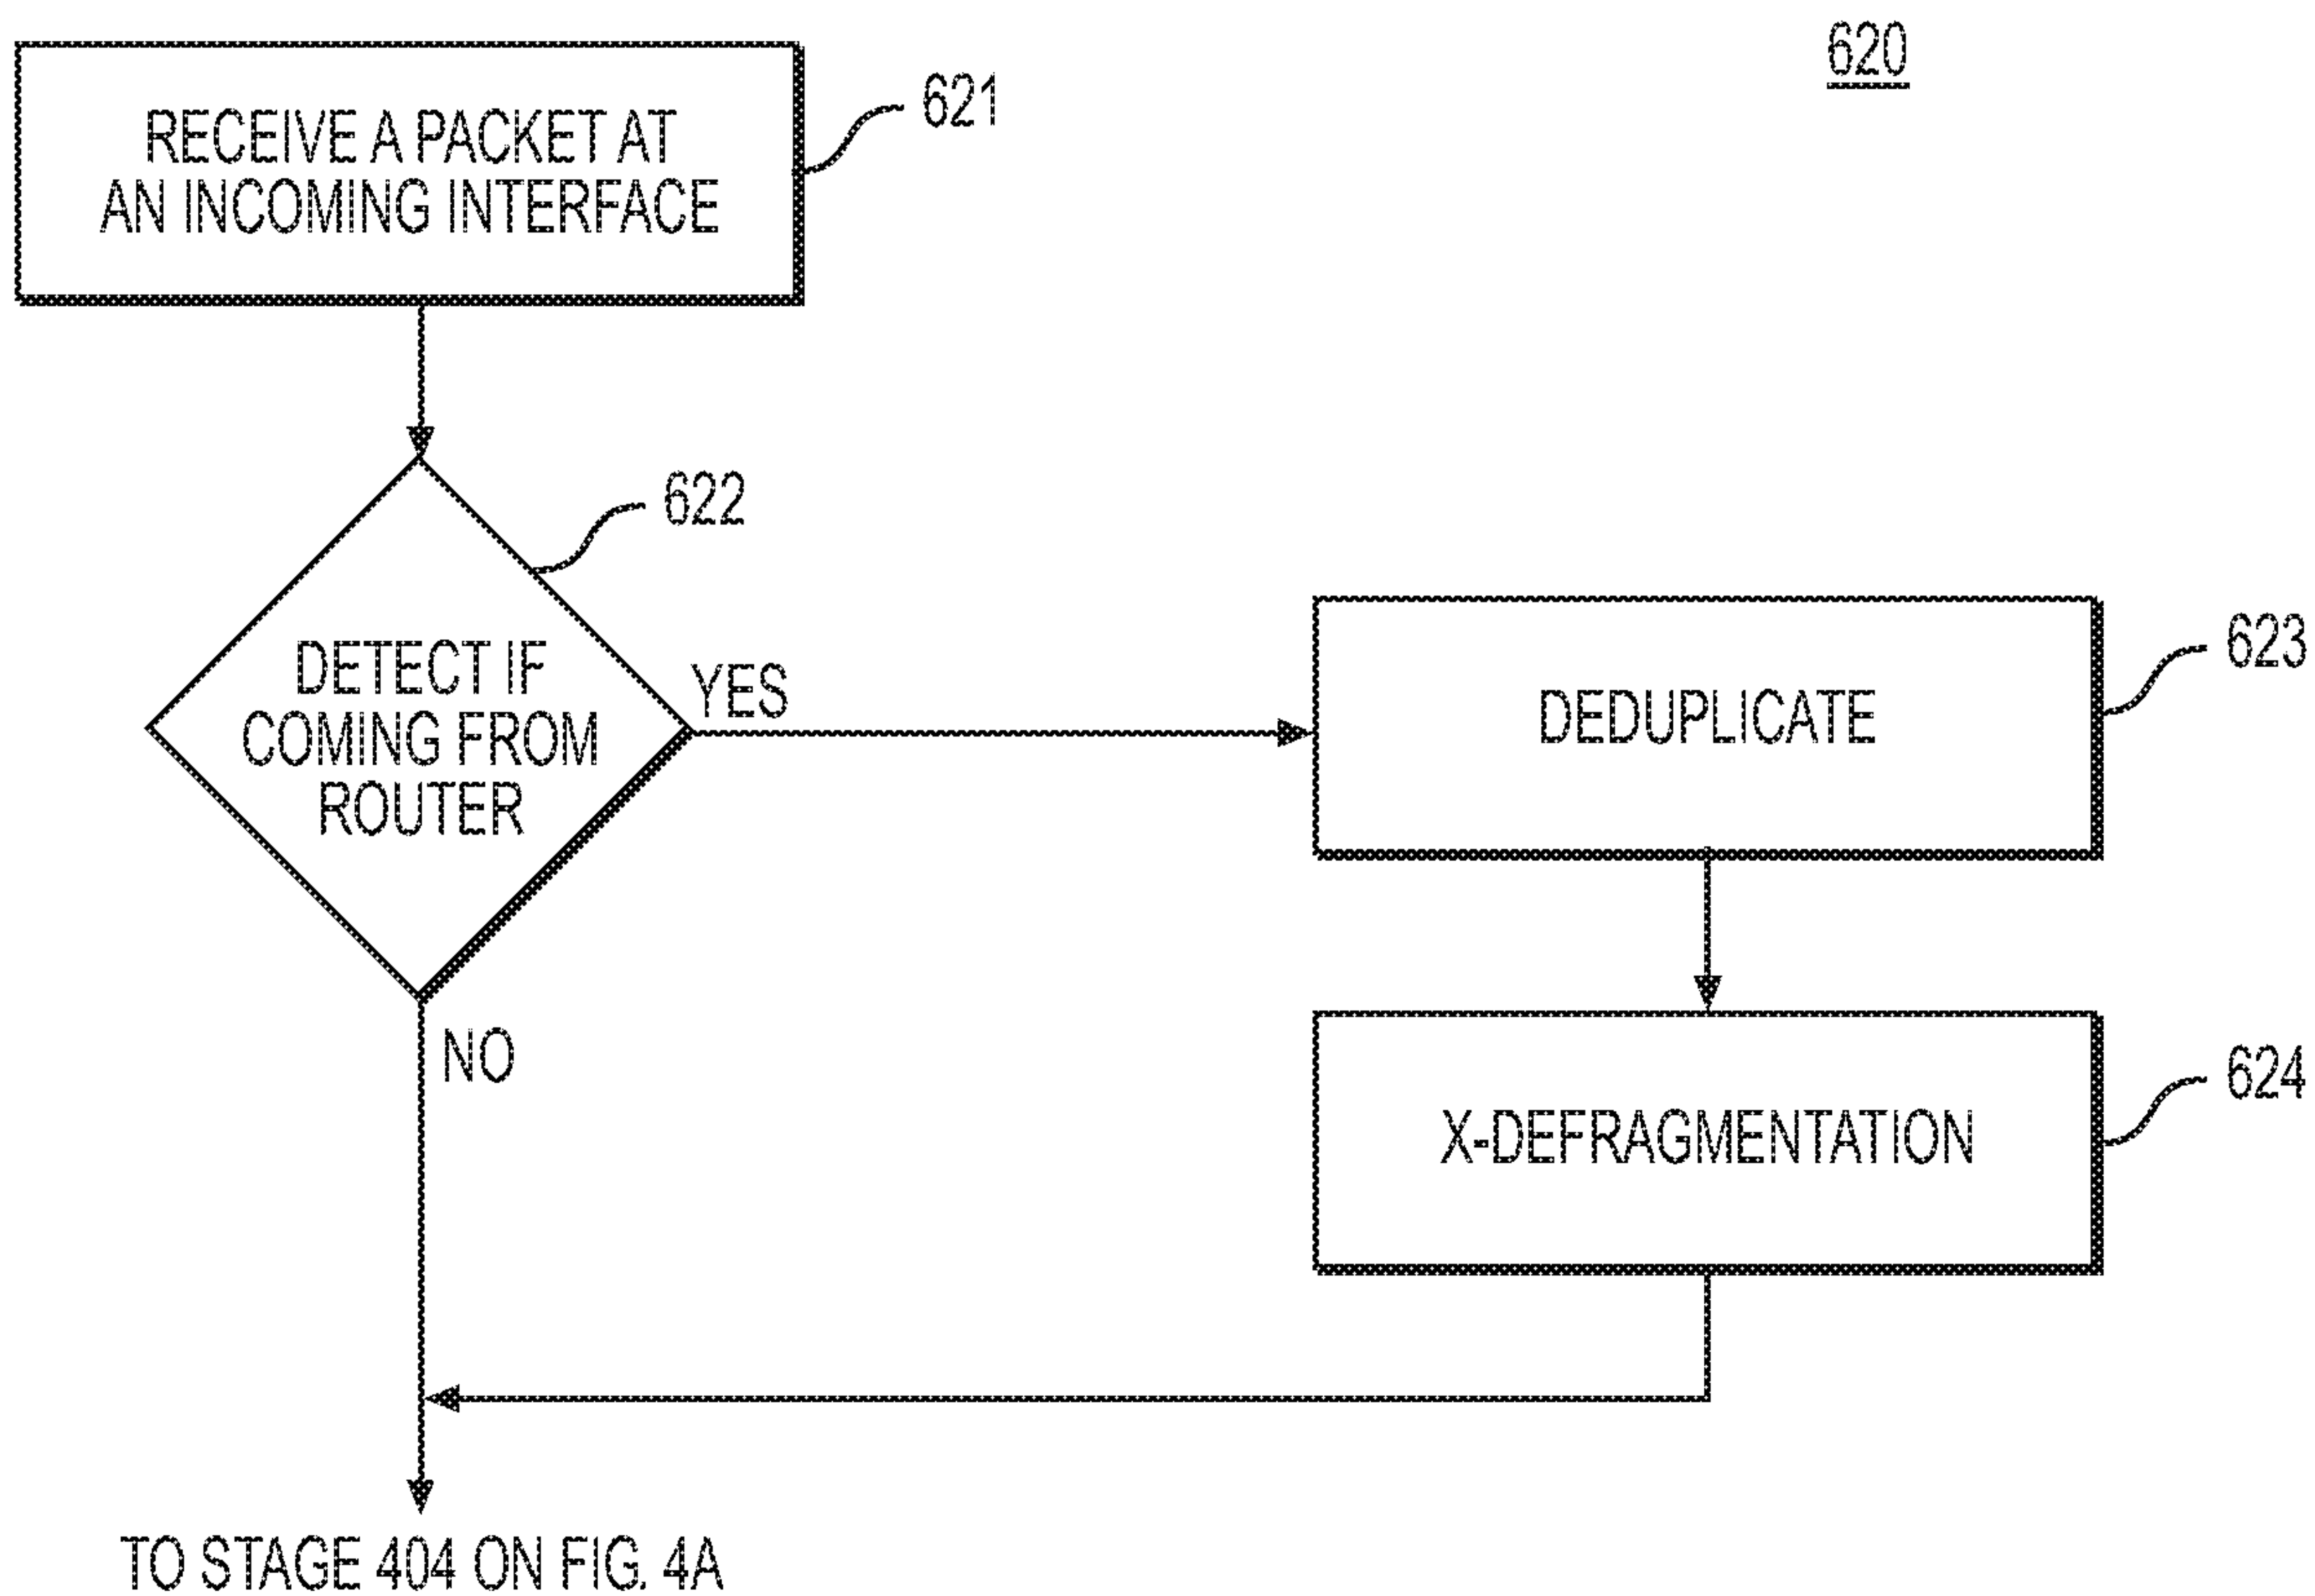 620
RECEIVE A PACKET AT
AN INCOMING INTERFACE
621
622
DETECT IF
COMING FROM
ROUTER
YES
NO
DEDUPLICATE
623
X-DEFRAGMENTATION
624
TO STAGE 404 ON FIG. 4A